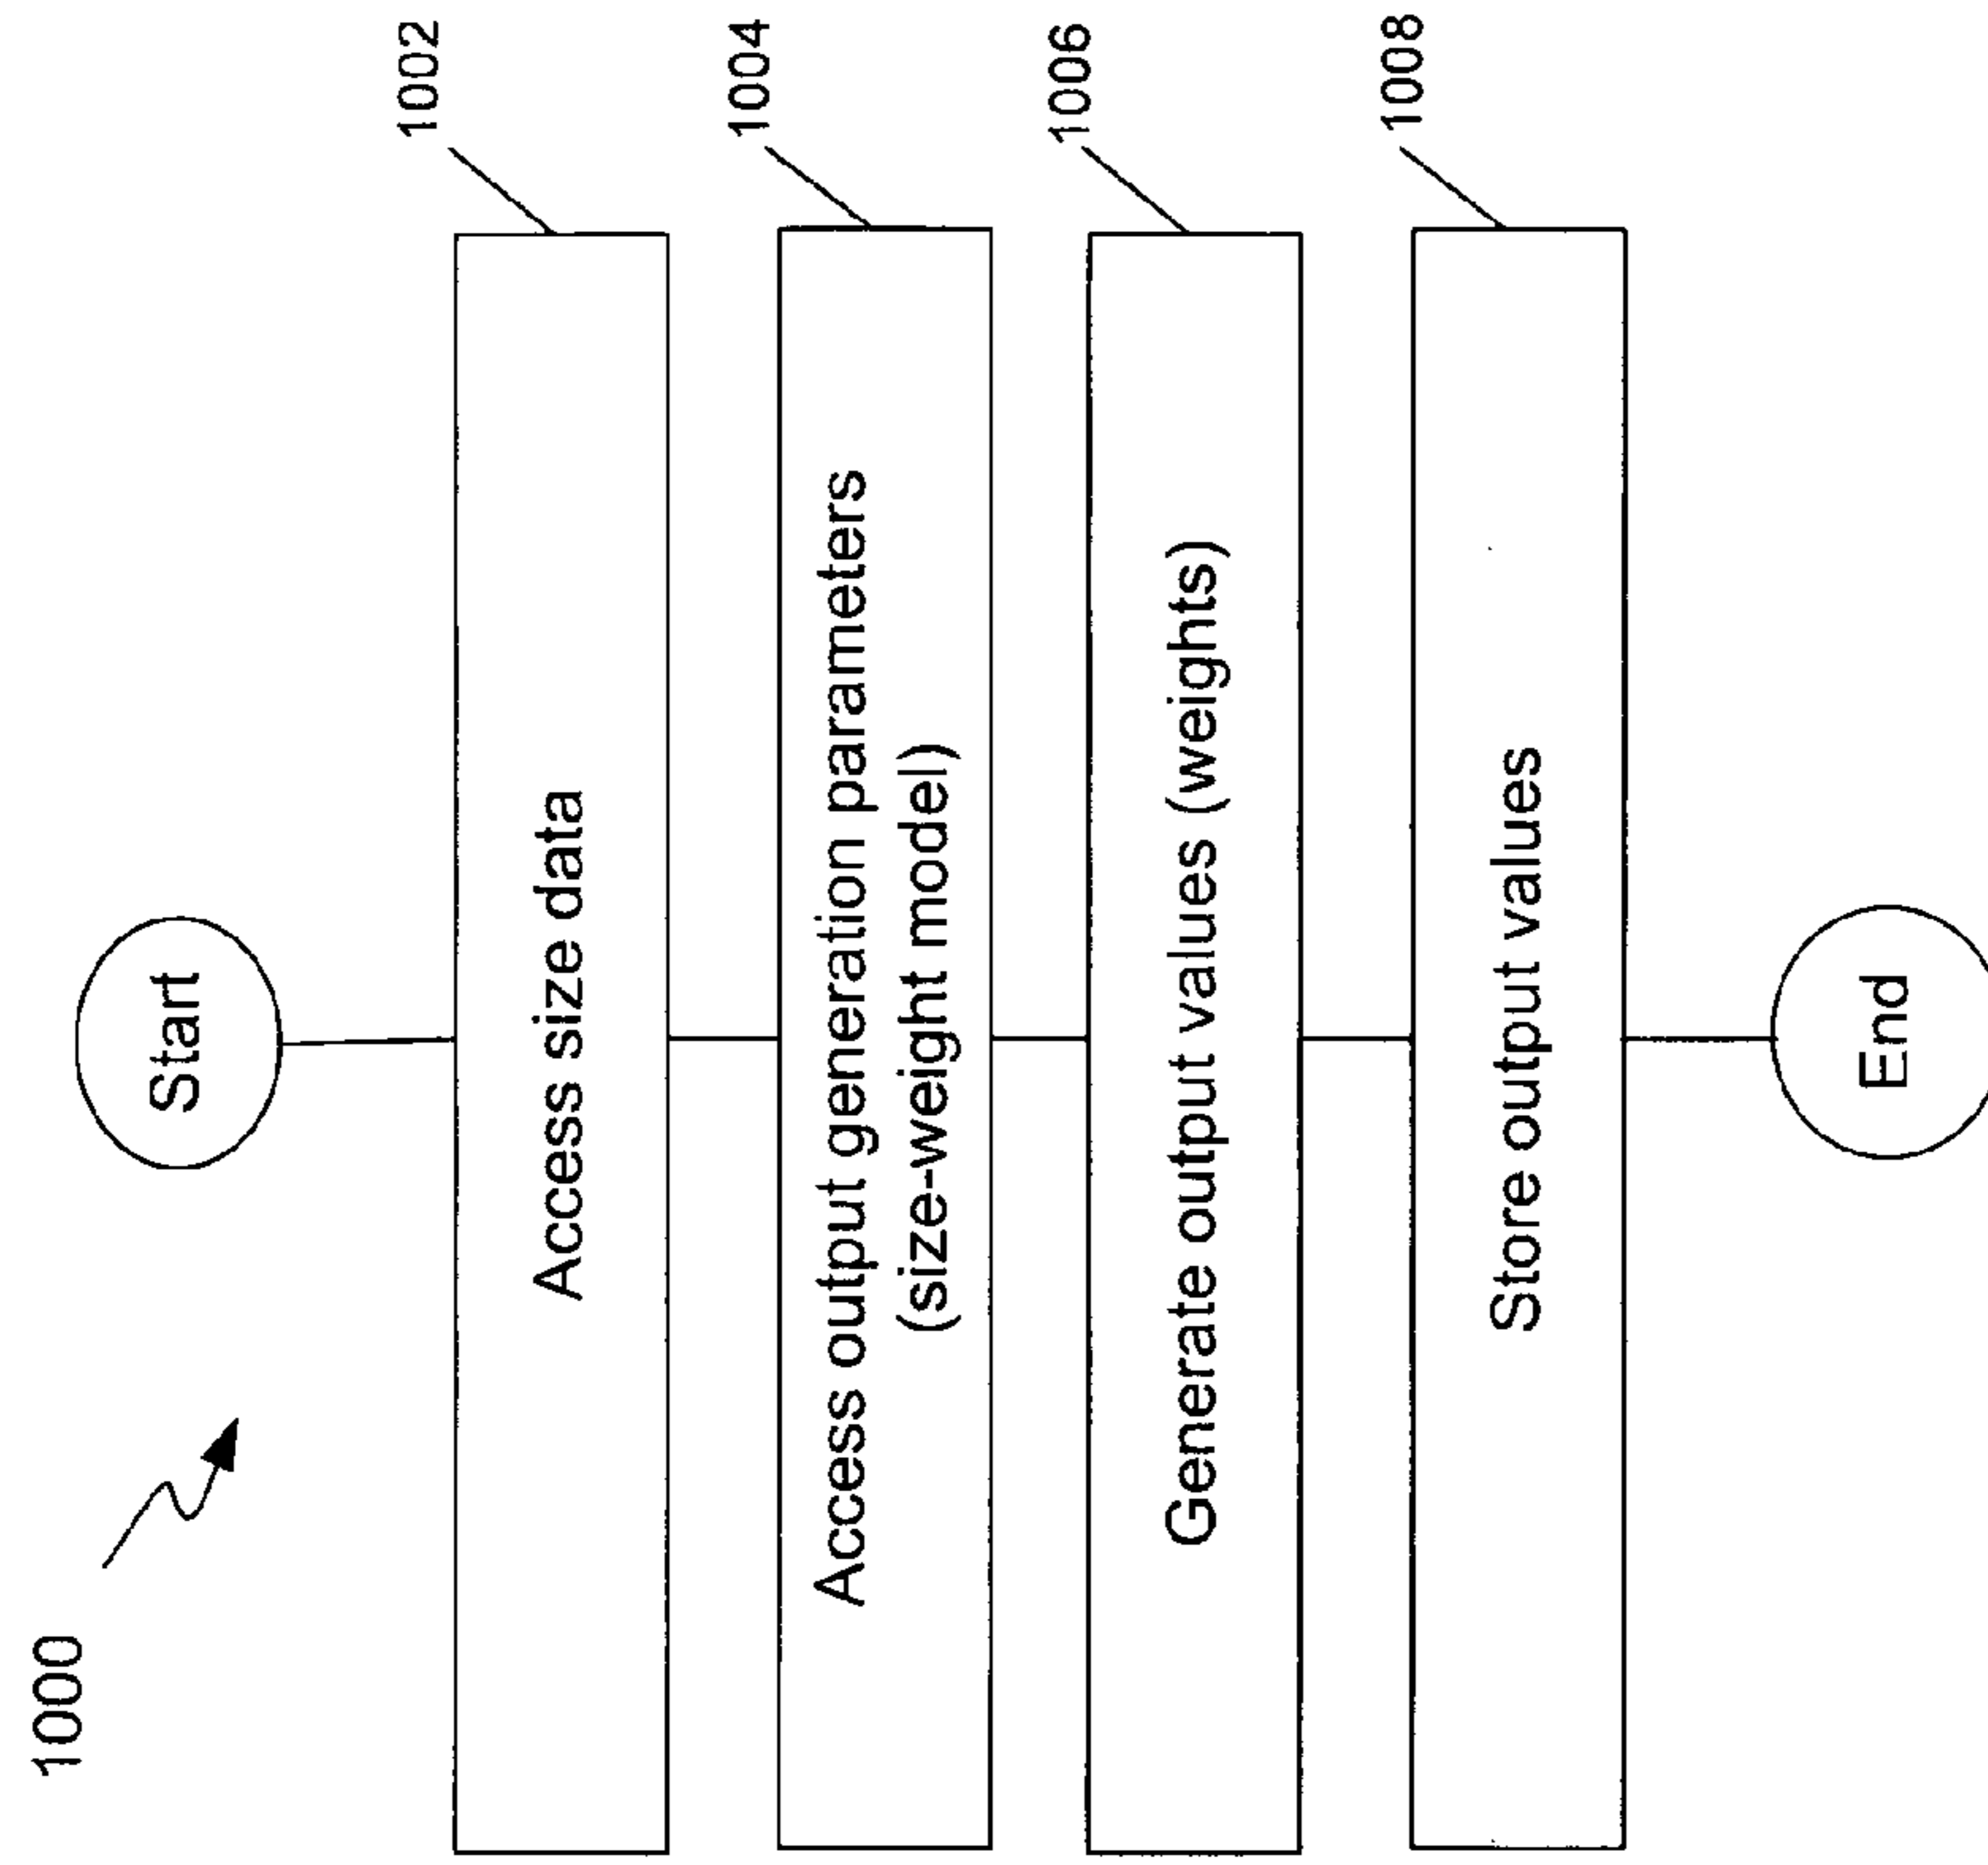 1000
Start
Access size data
1002
Access output generation parameters
(size-weight model)
1004
Generate output values (weights)
1006
Store output values
1008
End